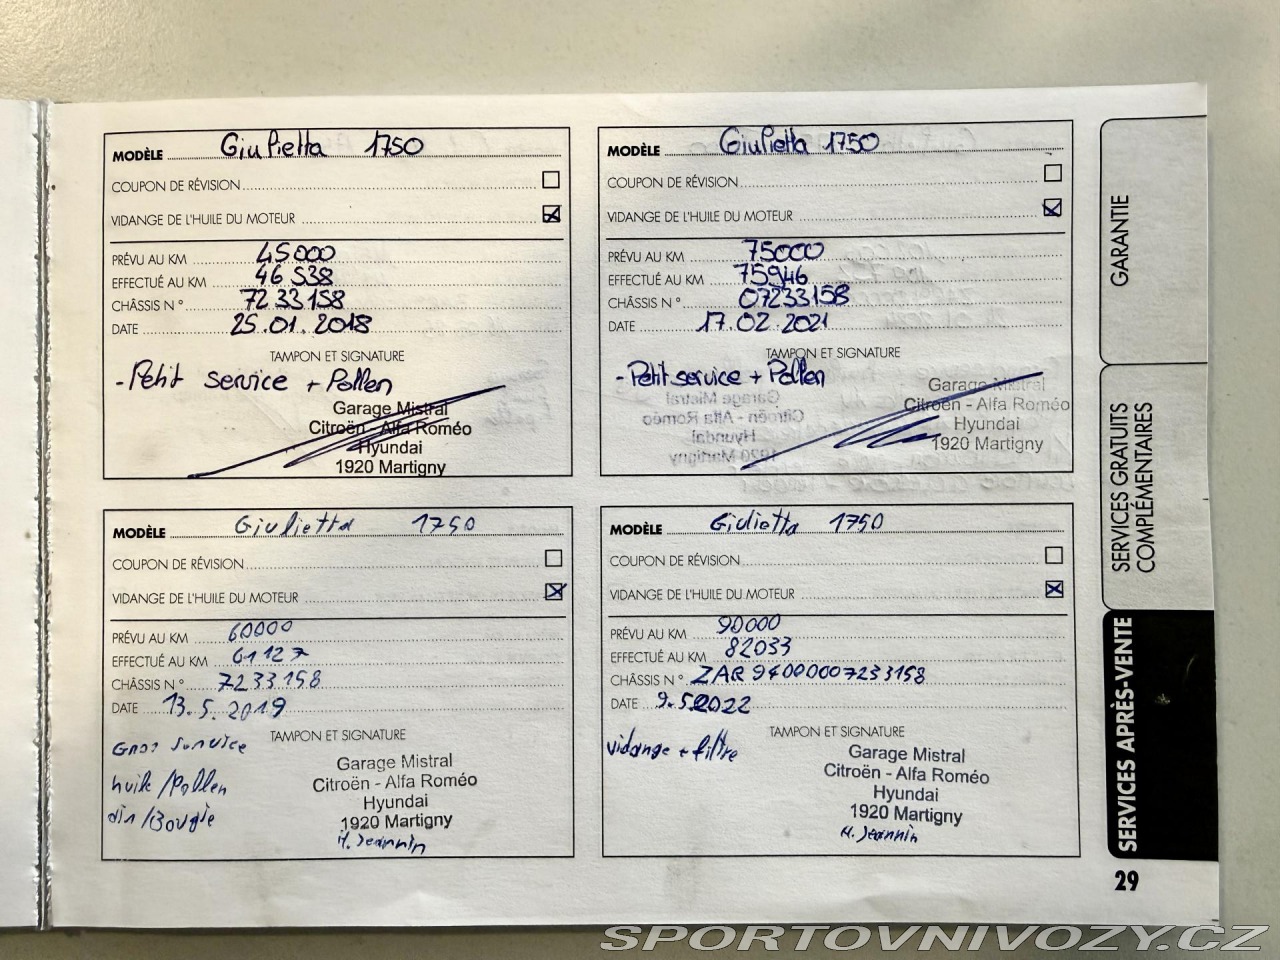 MODÈLE Giulietta 1750
COUPON DE RÉVISION
VIDANGE DE L'HUILE DU MOTEUR
PRÉVU AU KM 45000
EFFECTUÉ AU KM 46538
CHÂSSIS N° 7233158
DATE 25.01.2018
TAMPON ET SIGNATURE
- Petit service + Pollen
Garage Mistral
Citroën - Alfa Roméo
Hyundai
1920 Martigny
MODÈLE Giulietta 1750
COUPON DE RÉVISION
VIDANGE DE L'HUILE DU MOTEUR
PRÉVU AU KM 75000
EFFECTUÉ AU KM 75946
CHÂSSIS N° 07233158
DATE 17.02.2021
TAMPON ET SIGNATURE
- Petit service + Pollen
Garage Mistral
Citroën - Alfa Roméo
Hyundai
1920 Martigny
MODÈLE Giulietta 1750
COUPON DE RÉVISION
VIDANGE DE L'HUILE DU MOTEUR
PRÉVU AU KM 60000
EFFECTUÉ AU KM 61127
CHÂSSIS N° 7233158
DATE 13.5.2019
TAMPON ET SIGNATURE
Gros service
huile/Pollen
air/Bougie
Garage Mistral
Citroën - Alfa Roméo
Hyundai
1920 Martigny
H. Jeannin
MODÈLE Giulietta 1750
COUPON DE RÉVISION
VIDANGE DE L'HUILE DU MOTEUR
PRÉVU AU KM 90000
EFFECTUÉ AU KM 82033
CHÂSSIS N° ZAR94000007233158
DATE 9.5.2022
TAMPON ET SIGNATURE
Vidange + filtre
Garage Mistral
Citroën - Alfa Roméo
Hyundai
1920 Martigny
H. Jeannin
GARANTIE
SERVICES GRATUITS
COMPLÉMENTAIRES
SERVICES APRÈS-VENTE
29
SPORTOVNIVOZY.CZ